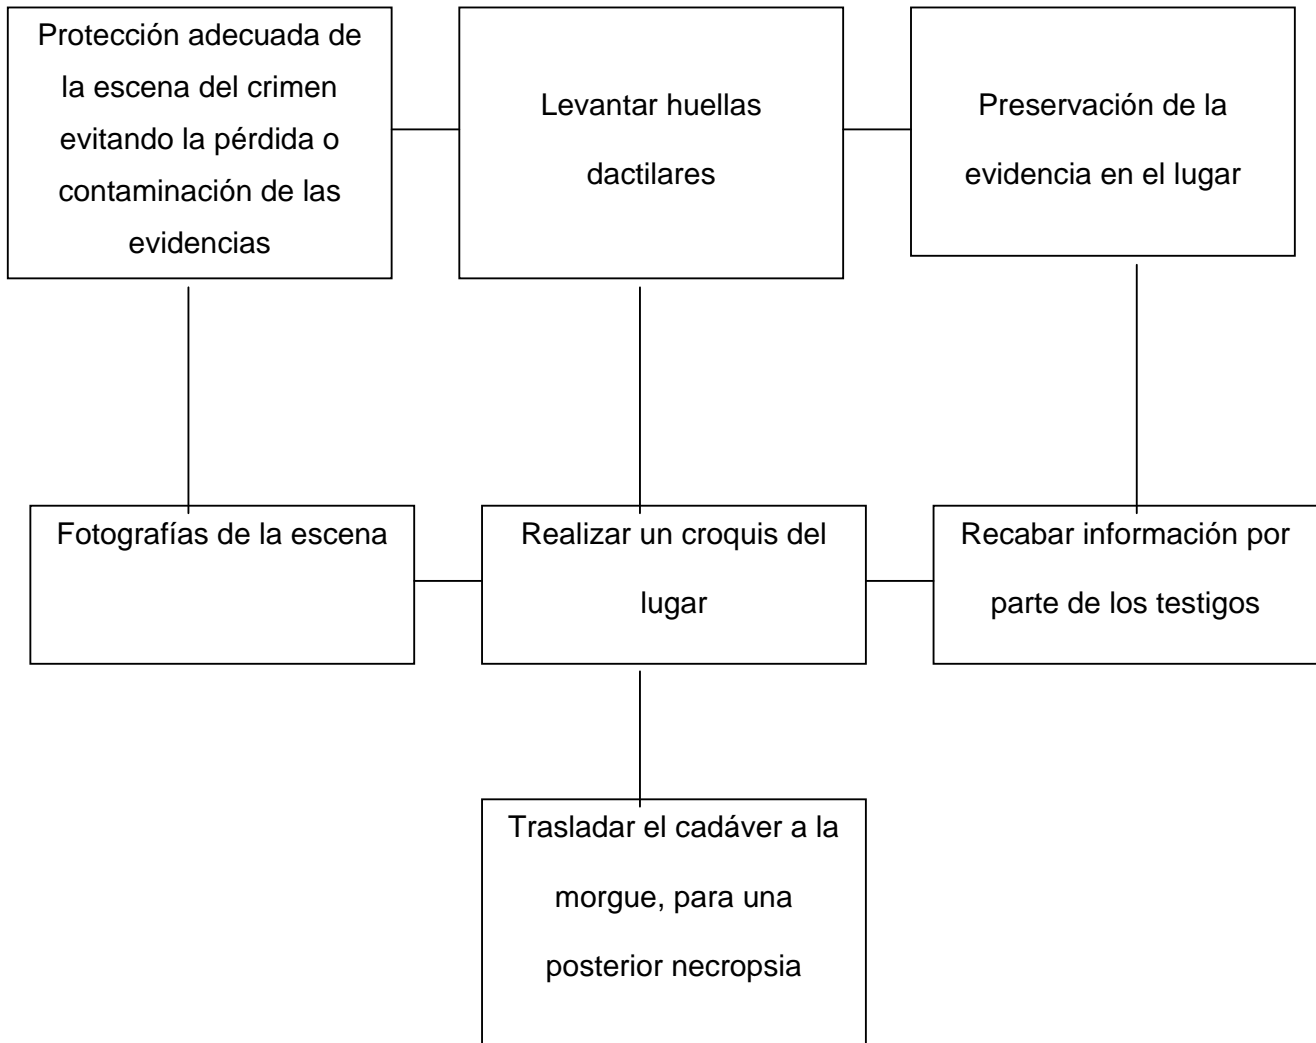 Protección adecuada de
la escena del crimen
evitando la pérdida o
contaminación de las
evidencias
Levantar huellas
dactilares
Preservación de la
evidencia en el lugar
Fotografías de la escena
Realizar un croquis del
lugar
Recabar información por
parte de los testigos
Trasladar el cadáver a la
morgue, para una
posterior necropsia